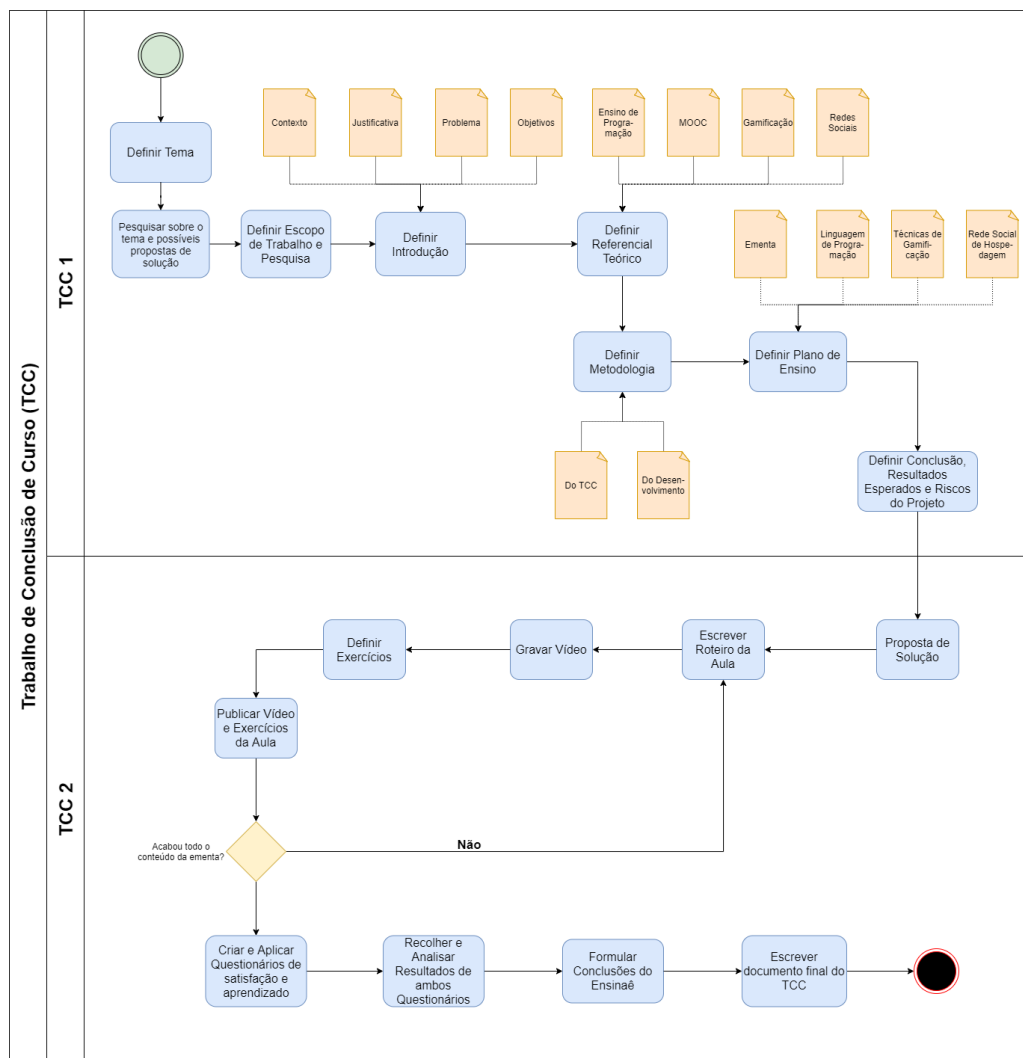 Trabalho de Conclusão de Curso (TCC)
TCC 1
Definir Tema
Contexto
Justificativa
Problema
Objetivos
Ensino de
Progra-
mação
MOOC
Gamificação
Redes
Sociais
Pesquisar sobre o
tema e possíveis
propostas de
solução
Definir Escopo
de Trabalho e
Pesquisa
Definir
Introdução
Definir
Referencial
Teórico
Ementa
Linguagem
de Progra-
mação
Técnicas de
Gamifi-
cação
Rede Social
de Hospe-
dagem
Definir
Metodologia
Definir Plano de
Ensino
Do TCC
Do Desen-
volvimento
Definir Conclusão,
Resultados
Esperados e Riscos
do Projeto
TCC 2
Proposta de
Solução
Escrever
Roteiro da
Aula
Gravar Vídeo
Definir
Exercícios
Publicar Vídeo
e Exercícios
da Aula
Acabou todo o
conteúdo da ementa?
Näo
Criar e Aplicar
Questionários de
satisfação e
aprendizado
Recolher e
Analisar
Resultados de
ambos Questionários
Formular
Conclusões do
Ensinaê
Escrever
documento final do
TCC